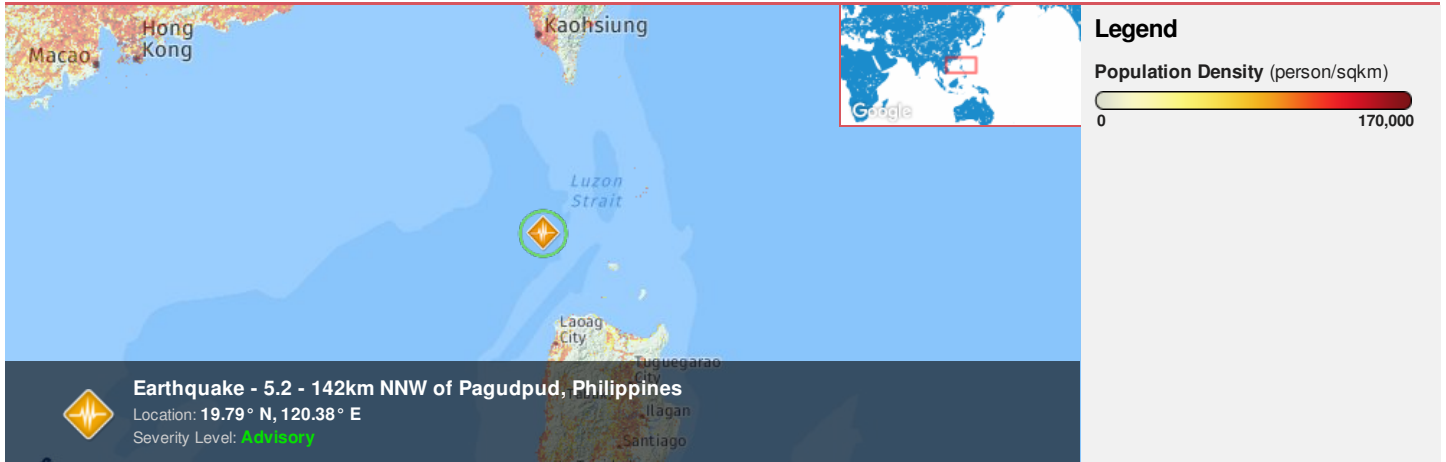 Hong
Kong
Macao
Kaohsiung
Luzon
Strait
Laoag
City
Tuguegarao
City
Ilagan
Santiago
Google
Legend
Population Density (person/sqkm)
0 170,000
Earthquake - 5.2 - 142km NNW of Pagudpud, Philippines
Location: 19.79° N, 120.38° E
Severity Level: Advisory